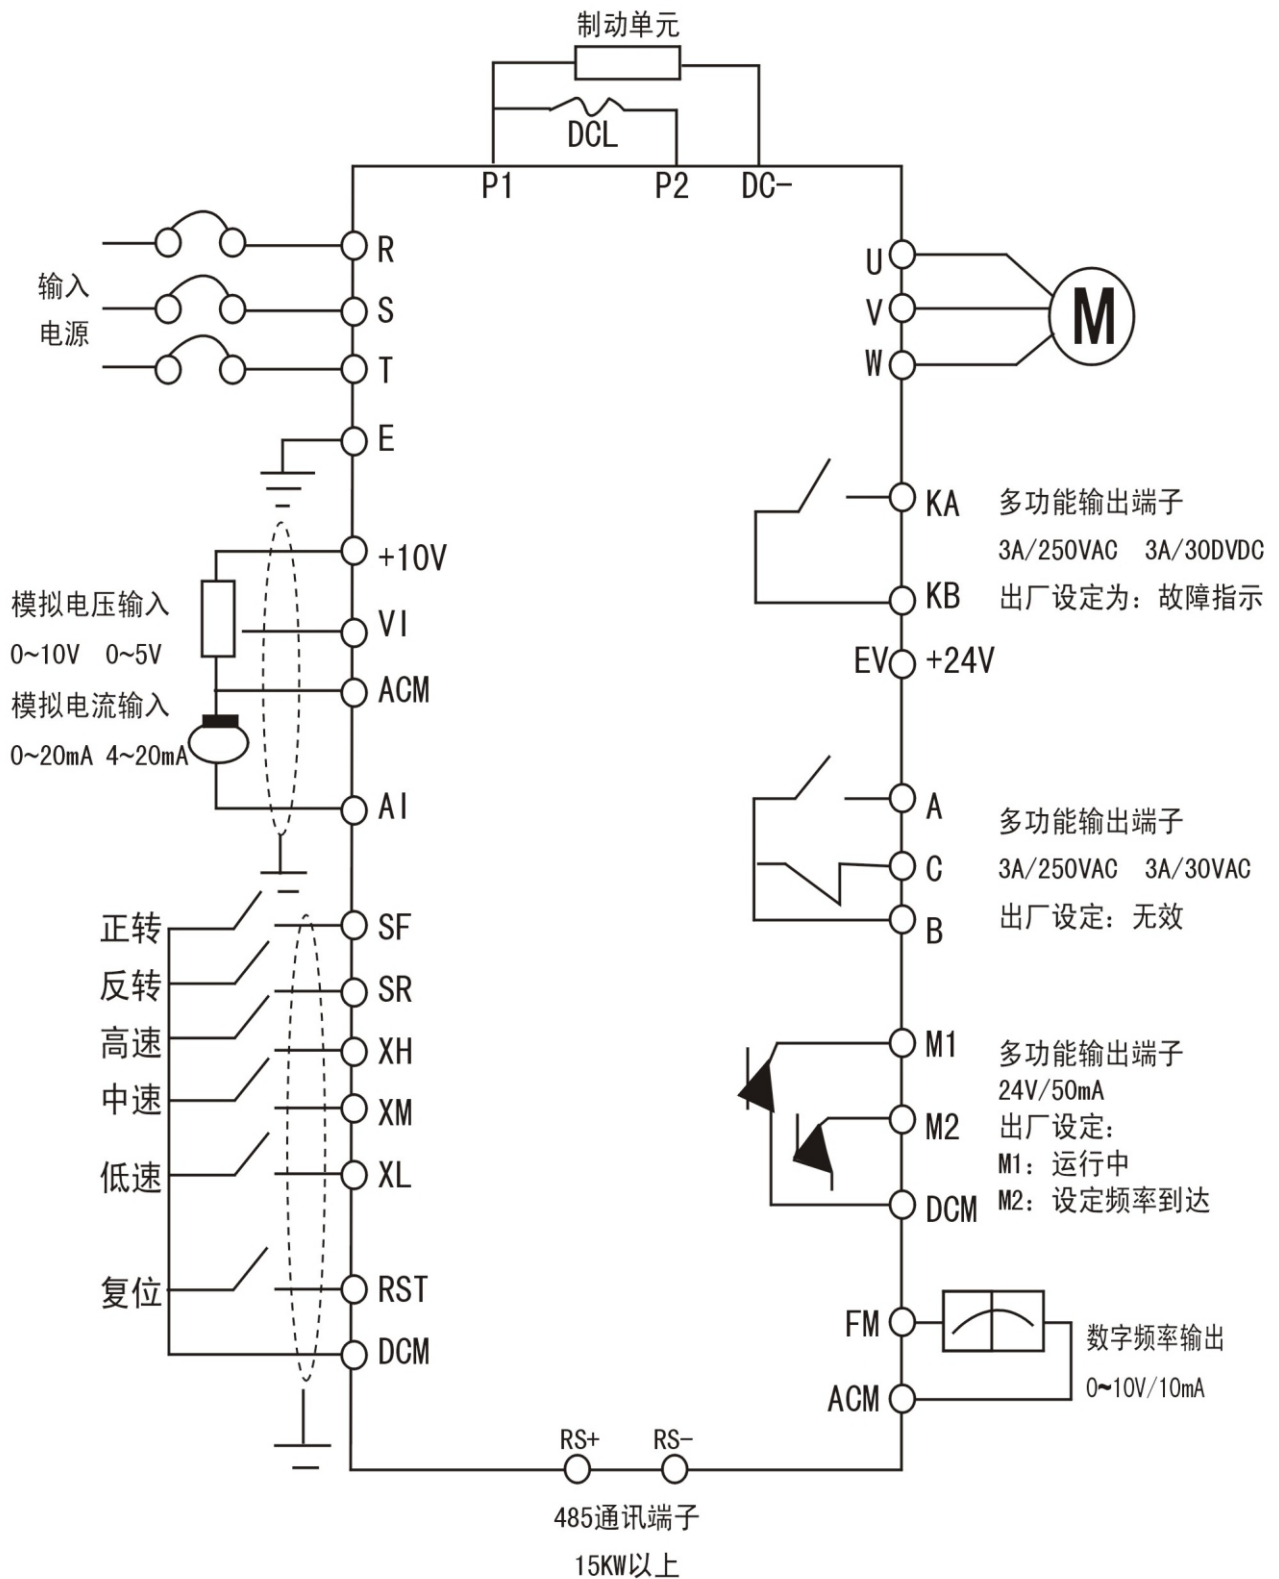 制动单元
DCL
P1 P2 DC-
R
输入
S
电源
T
E
+10V
模拟电压输入
VI
0~10V 0~5V
ACM
模拟电流输入
0~20mA 4~20mA
AI
正转
SF
反转
SR
高速
XH
中速
XM
低速
XL
复位
RST
DCM
U
V
W
M
KA
多功能输出端子
3A/250VAC 3A/30DVDC
KB
出厂设定为：故障指示
EV +24V
A
多功能输出端子
C
3A/250VAC 3A/30VAC
B
出厂设定：无效
M1
多功能输出端子
24V/50mA
M2
出厂设定：
M1：运行中
DCM
M2：设定频率到达
FM
数字频率输出
0~10V/10mA
ACM
RS+ RS-
485通讯端子
15KW以上